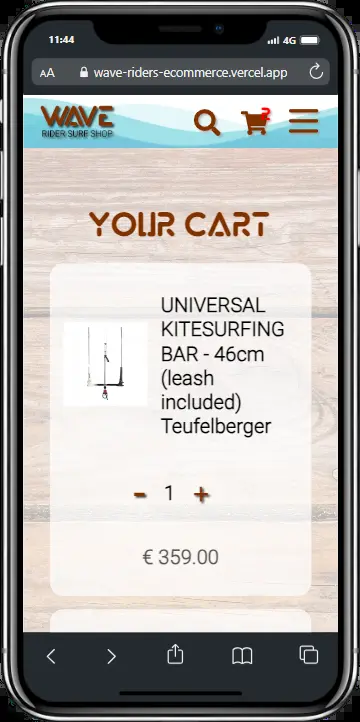 11:44
4G
AA
wave-riders-ecommerce.vercel.app
WAVE
RIDER SURF SHOP
2
YOUR CART
UNIVERSAL
KITESURFING
BAR - 46cm
(leash
included)
Teufelberger
- 1 +
€ 359.00